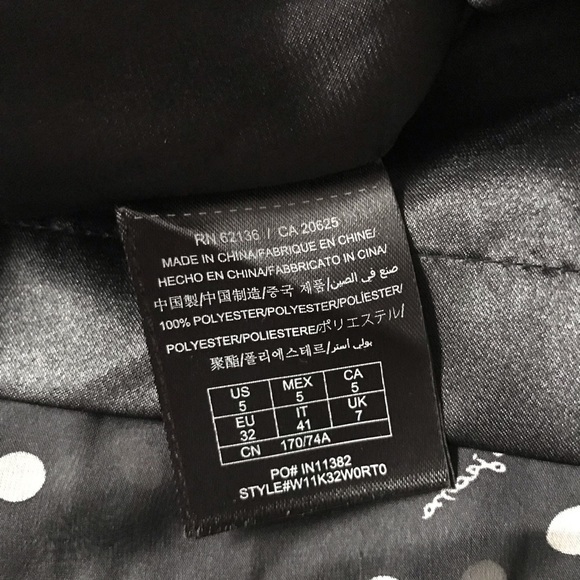 RN 62136 / CA 20625
MADE IN CHINA/FABRIQUE EN CHINE/
HECHO EN CHINA/FABBRICATO IN CINA/
中国製/中国制造/중국 제품/صنع في الصين/
100% POLYESTER/POLYESTER/POLIÉSTER/
POLYESTER/POLIESTERE/ポリエステル/
聚酯/폴리에스테르/بولي استر/
US MEX CA
5 5 5
EU IT UK
32 41 7
CN 170/74A
PO# IN11382
STYLE#W11K32W0RT0